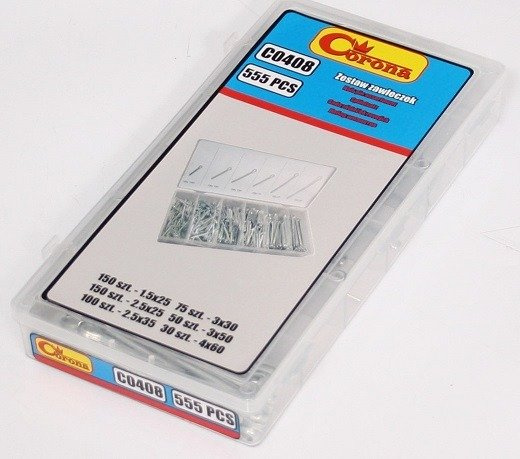 C0408
Corona
555 PCS
zestaw zawleczek
150 szt. - 1.5x25 75 szt. - 3x30
150 szt. - 2.5x25 50 szt. - 3x50
100 szt. - 2.5x35 30 szt. - 4x60
Corona
C0408
555 PCS